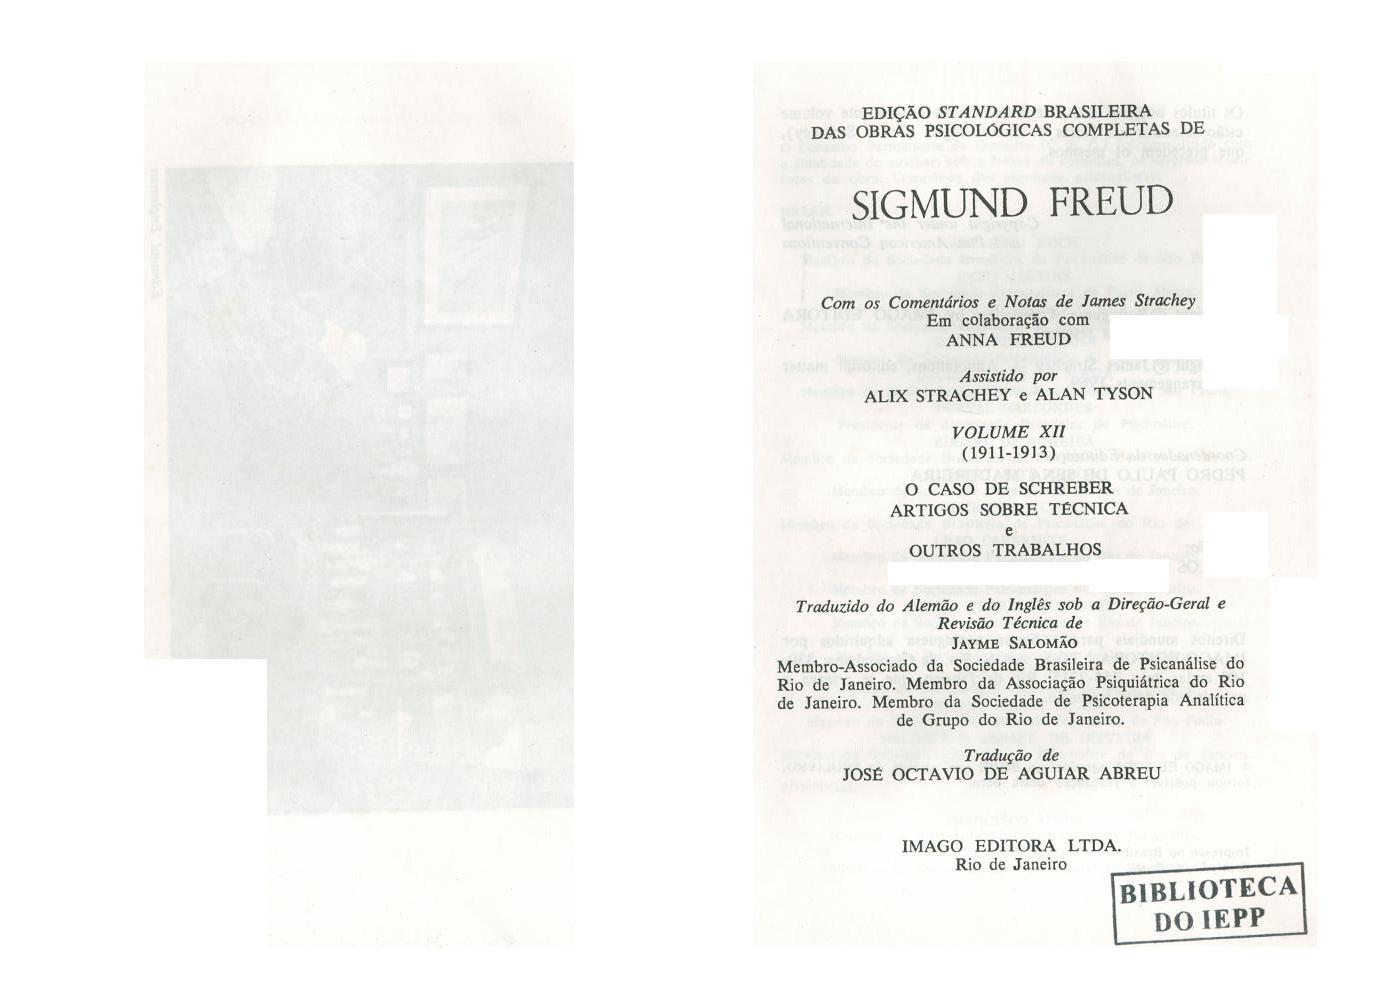 EDIÇÃO STANDARD BRASILEIRA
DAS OBRAS PSICOLÓGICAS COMPLETAS DE
SIGMUND FREUD
Com os Comentários e Notas de James Strachey
Em colaboração com
ANNA FREUD
Assistido por
ALIX STRACHEY e ALAN TYSON
VOLUME XII
(1911-1913)
O CASO DE SCHREBER
ARTIGOS SOBRE TÉCNICA
e
OUTROS TRABALHOS
Traduzido do Alemão e do Inglês sob a Direção-Geral e
Revisão Técnica de
JAYME SALOMÃO
Membro-Associado da Sociedade Brasileira de Psicanálise do
Rio de Janeiro. Membro da Associação Psiquiátrica do Rio
de Janeiro. Membro da Sociedade de Psicoterapia Analítica
de Grupo do Rio de Janeiro.
Tradução de
JOSÉ OCTAVIO DE AGUIAR ABREU
IMAGO EDITORA LTDA.
Rio de Janeiro
BIBLIOTECA
DO IEPP